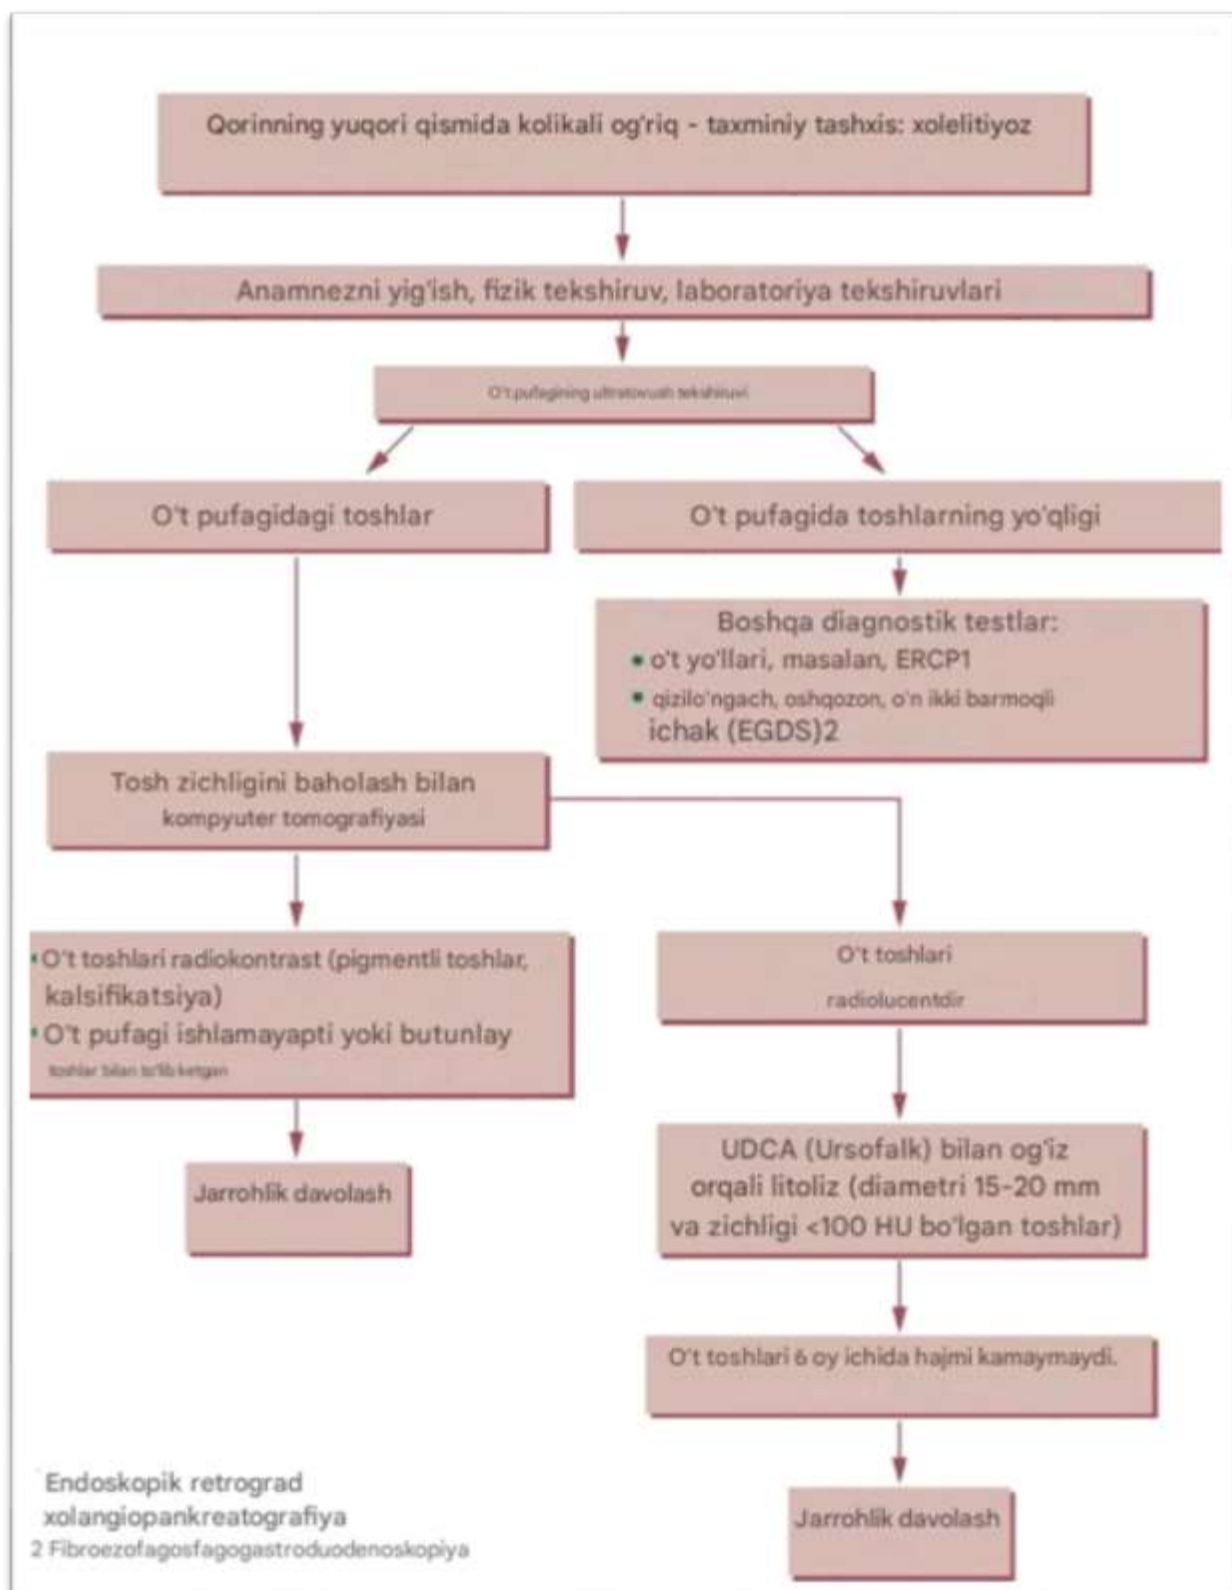 Qorinning yuqori qismida kolikali og'riq - taxminiy tashxis: xolelitiyoz
Anamnezni yig'ish, fizik tekshiruv, laboratoriya tekshiruvlari
O't pufagining ultratovush tekshiruvi
O't pufagidagi toshlar
O't pufagida toshlarning yo'qligi
Boshqa diagnostik testlar:
• o't yo'llari, masalan, ERCP1
• qizilo'ngach, oshqozon, o'n ikki barmoqli
ichak (EGDS)2
Tosh zichligini baholash bilan
kompyuter tomografiyasi
• O't toshlari radiokontrast (pigmentli toshlar,
kalsifikatsiya)
• O't pufagi ishlamayapti yoki butunlay
toshlar bilan to'lib ketgan
Jarrohlik davolash
O't toshlari
radiolucentdir
UDCA (Ursofalk) bilan og'iz
orqali litoliz (diametri 15-20 mm
va zichligi <100 HU bo'lgan toshlar)
O't toshlari 6 oy ichida hajmi kamaymaydi.
Jarrohlik davolash
Endoskopik retrograd
xolangiopankreatografiya
2 Fibroezofagosfagogastroduodenoskopiya